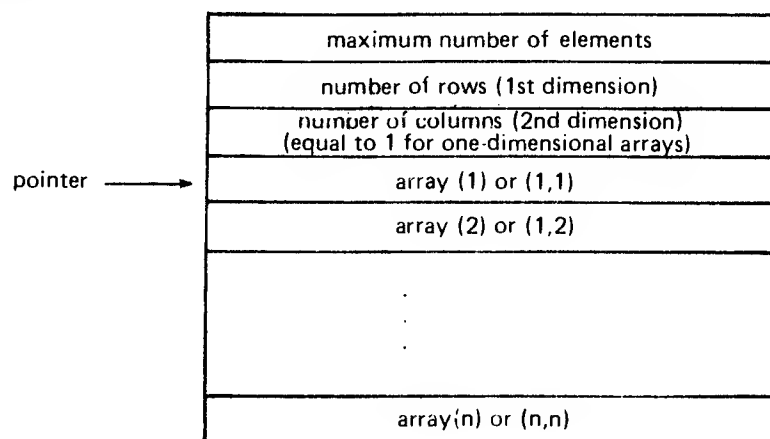 maximum number of elements
number of rows (1st dimension)
number of columns (2nd dimension)
(equal to 1 for one-dimensional arrays)
pointer
array (1) or (1,1)
array (2) or (1,2)
.
.
.
array(n) or (n,n)